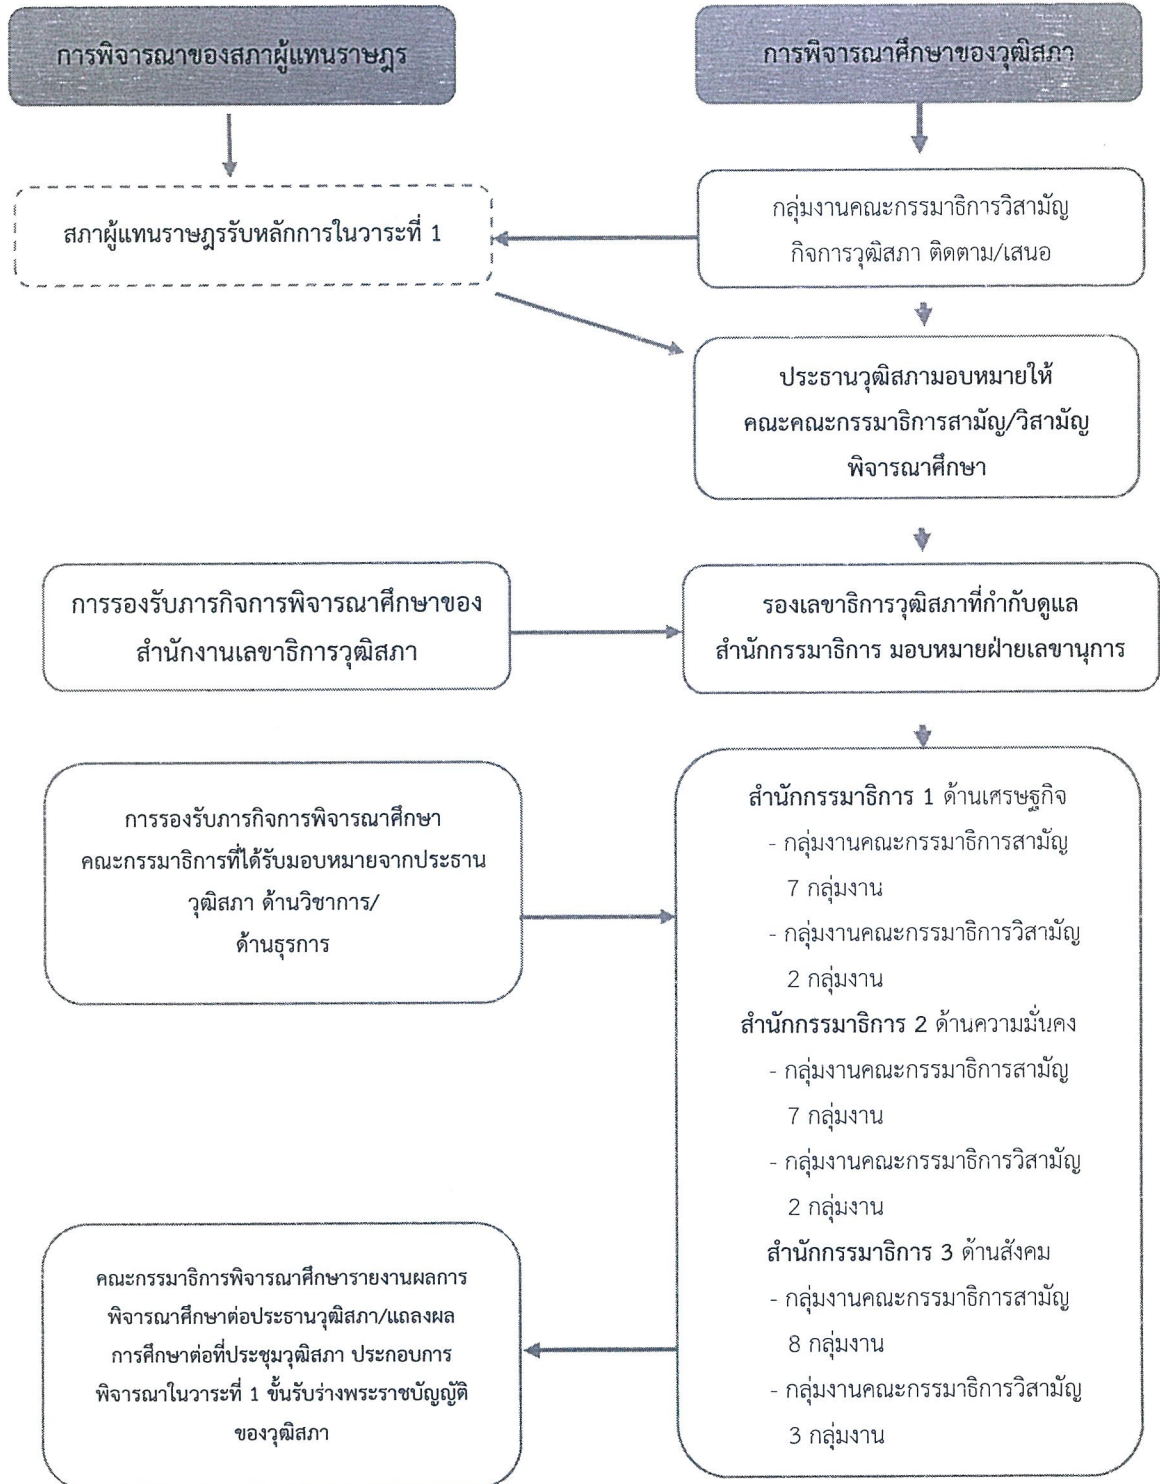 การพิจารณาของสภาผู้แทนราษฎร
การพิจารณาศึกษาของวุฒิสภา
สภาผู้แทนราษฎรรับหลักการในวาระที่ 1
กลุ่มงานคณะกรรมาธิการวิสามัญ
กิจการวุฒิสภา ติดตาม/เสนอ
ประธานวุฒิสภามอบหมายให้
คณะคณะกรรมาธิการสามัญ/วิสามัญ
พิจารณาศึกษา
การรองรับภารกิจการพิจารณาศึกษาของ
สำนักงานเลขาธิการวุฒิสภา
รองเลขาธิการวุฒิสภาที่กำกับดูแล
สำนักกรรมาธิการ มอบหมายฝ่ายเลขานุการ
การรองรับภารกิจการพิจารณาศึกษา
คณะกรรมาธิการที่ได้รับมอบหมายจากประธาน
วุฒิสภา ด้านวิชาการ/
ด้านธุรการ
สำนักกรรมาธิการ 1 ด้านเศรษฐกิจ
- กลุ่มงานคณะกรรมาธิการสามัญ
7 กลุ่มงาน
- กลุ่มงานคณะกรรมาธิการวิสามัญ
2 กลุ่มงาน
สำนักกรรมาธิการ 2 ด้านความมั่นคง
- กลุ่มงานคณะกรรมาธิการสามัญ
7 กลุ่มงาน
- กลุ่มงานคณะกรรมาธิการวิสามัญ
2 กลุ่มงาน
สำนักกรรมาธิการ 3 ด้านสังคม
- กลุ่มงานคณะกรรมาธิการสามัญ
8 กลุ่มงาน
- กลุ่มงานคณะกรรมาธิการวิสามัญ
3 กลุ่มงาน
คณะกรรมาธิการพิจารณาศึกษารายงานผลการ
พิจารณาศึกษาต่อประธานวุฒิสภา/แถลงผล
การศึกษาต่อที่ประชุมวุฒิสภา ประกอบการ
พิจารณาในวาระที่ 1 ขั้นรับร่างพระราชบัญญัติ
ของวุฒิสภา